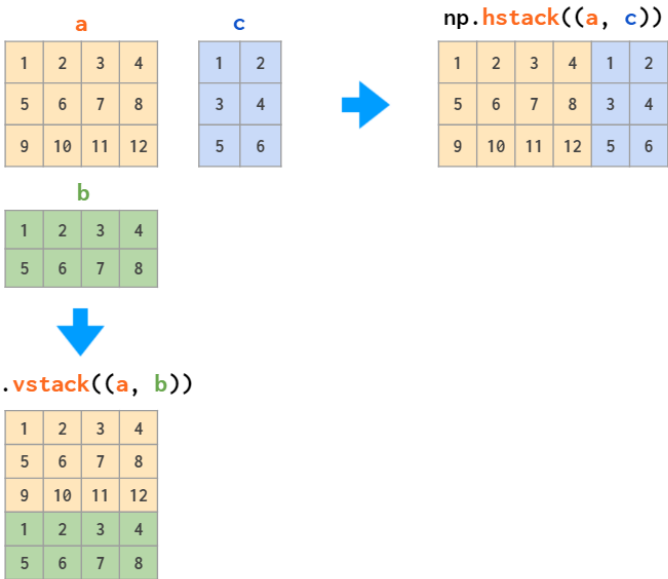 np.hstack((a, c))
a
c
1 2 3 4
5 6 7 8
9 10 11 12
1 2
3 4
5 6
1 2 3 4 1 2
5 6 7 8 3 4
9 10 11 12 5 6
b
1 2 3 4
5 6 7 8
.vstack((a, b))
1 2 3 4
5 6 7 8
9 10 11 12
1 2 3 4
5 6 7 8